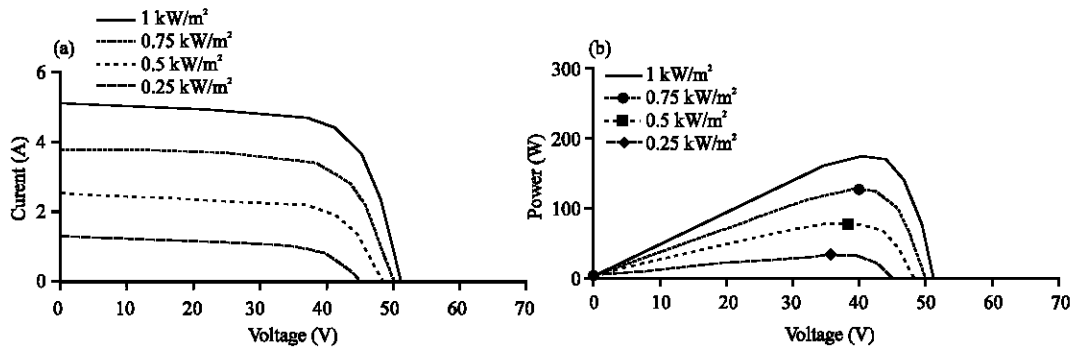 (a)
1 kW/m²
0.75 kW/m²
0.5 kW/m²
0.25 kW/m²
Curent (A)
6
4
2
0
0 10 20 30 40 50 60 70
Voltage (V)
(b)
1 kW/m²
0.75 kW/m²
0.5 kW/m²
0.25 kW/m²
Power (W)
300
200
100
0
0 10 20 30 40 50 60 70
Voltage (V)